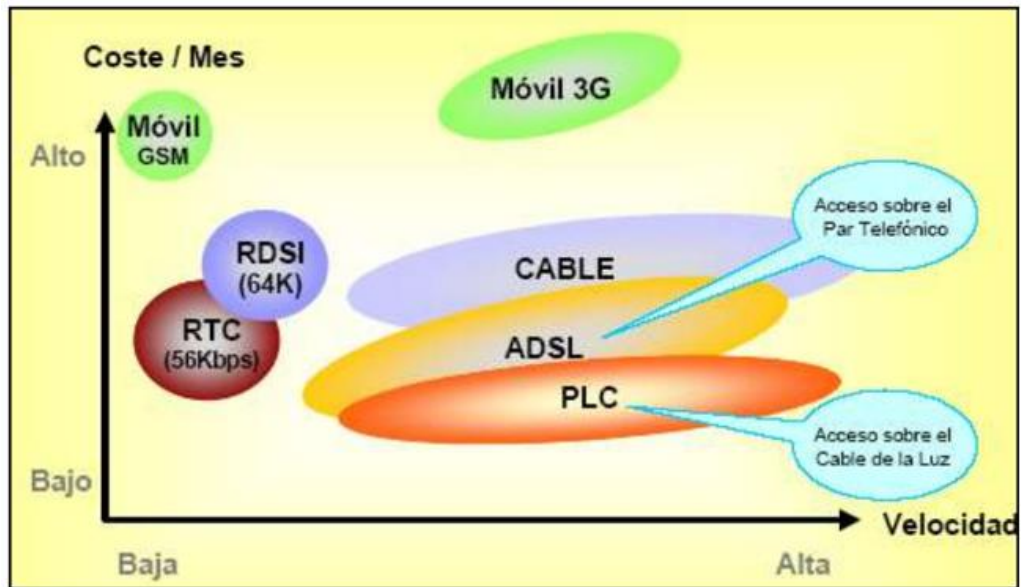 Coste / Mes
Móvil 3G
Móvil
GSM
Alto
Acceso sobre el
Par Telefónico
RDSI
(64K)
CABLE
RTC
(56Kbps)
ADSL
PLC
Acceso sobre el
Cable de la Luz
Bajo
Velocidad
Baja
Alta